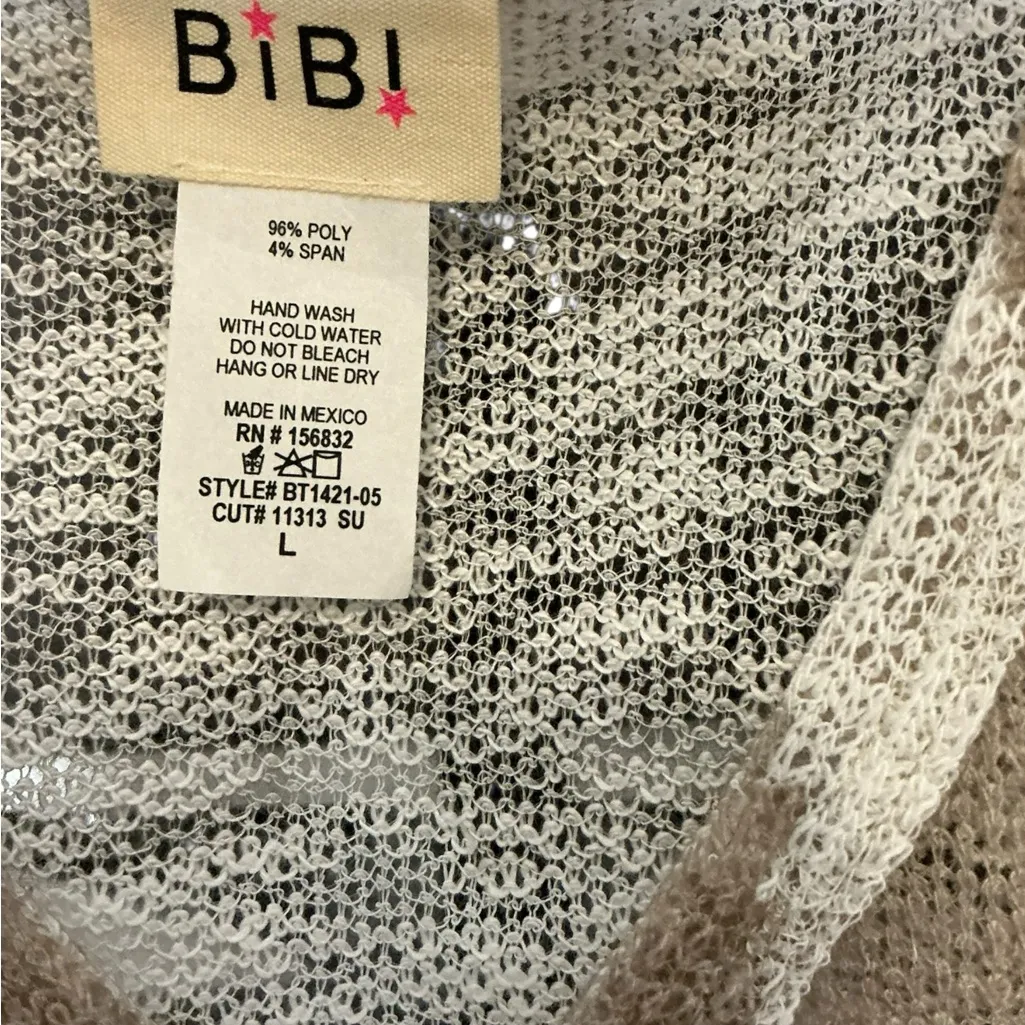 BiB!
96% POLY
4% SPAN
HAND WASH
WITH COLD WATER
DO NOT BLEACH
HANG OR LINE DRY
MADE IN MEXICO
RN # 156832
STYLE# BT1421-05
CUT# 11313 SU
L